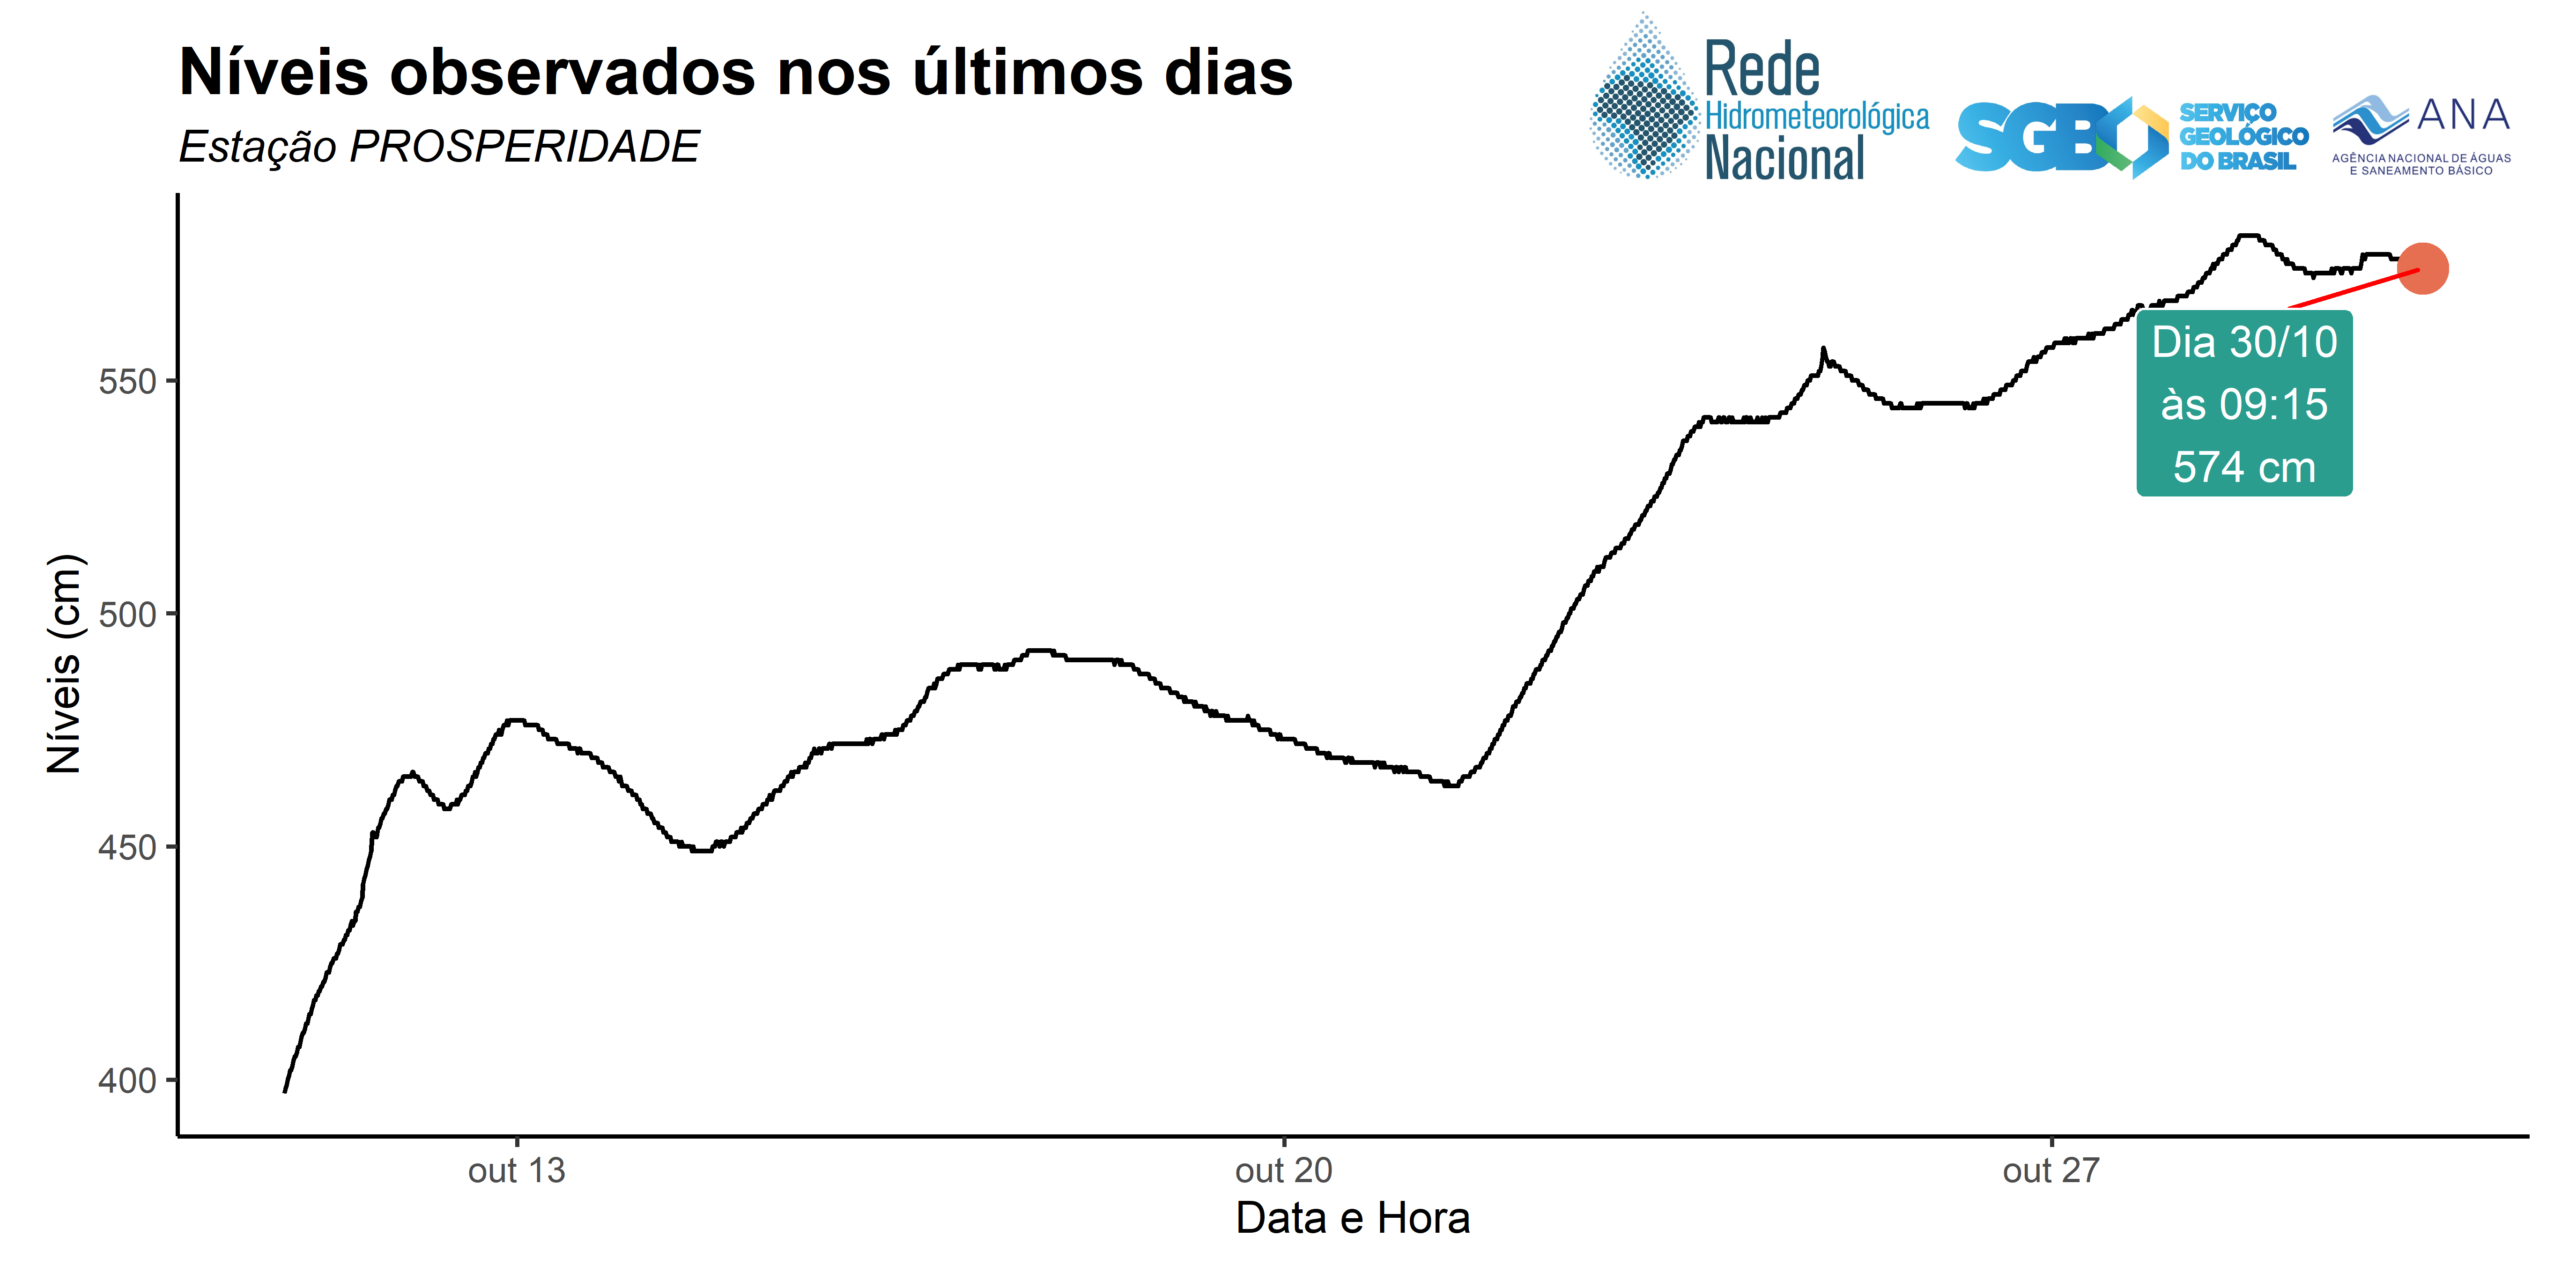 Níveis observados nos últimos dias
Estação PROSPERIDADE
Rede
Hidrometeorológica
Nacional
SGB
SERVIÇO
GEOLÓGICO
DO BRASIL
ANA
AGÊNCIA NACIONAL DE ÁGUAS
E SANEAMENTO BÁSICO
Níveis (cm)
550
500
450
400
Dia 30/10
às 09:15
574 cm
out 13
out 20
out 27
Data e Hora